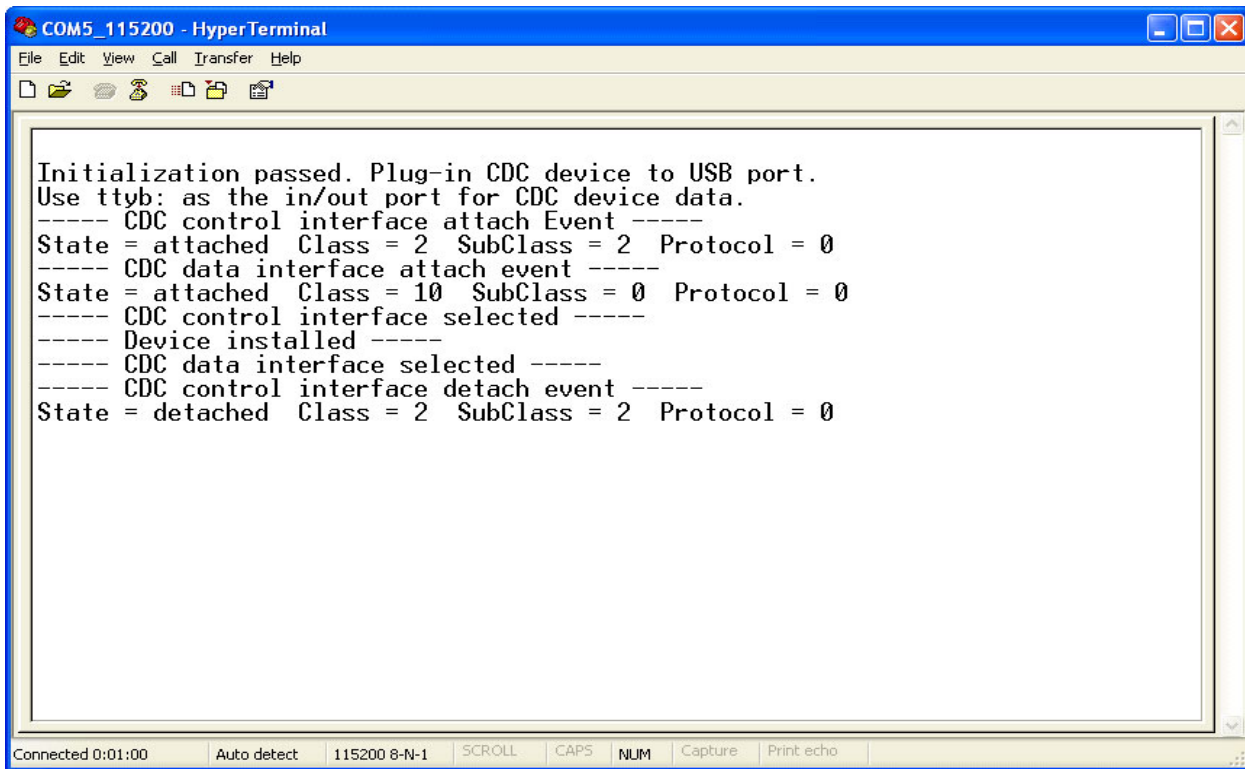 COM5_115200 - HyperTerminal
File Edit View Call Transfer Help
Initialization passed. Plug-in CDC device to USB port.
Use ttyb: as the in/out port for CDC device data.
----- CDC control interface attach Event -----
State = attached  Class = 2  SubClass = 2  Protocol = 0
----- CDC data interface attach event -----
State = attached  Class = 10  SubClass = 0  Protocol = 0
----- CDC control interface selected -----
----- Device installed -----
----- CDC data interface selected -----
----- CDC control interface detach event -----
State = detached  Class = 2  SubClass = 2  Protocol = 0
Connected 0:01:00 Auto detect 115200 8-N-1 SCROLL CAPS NUM Capture Print echo